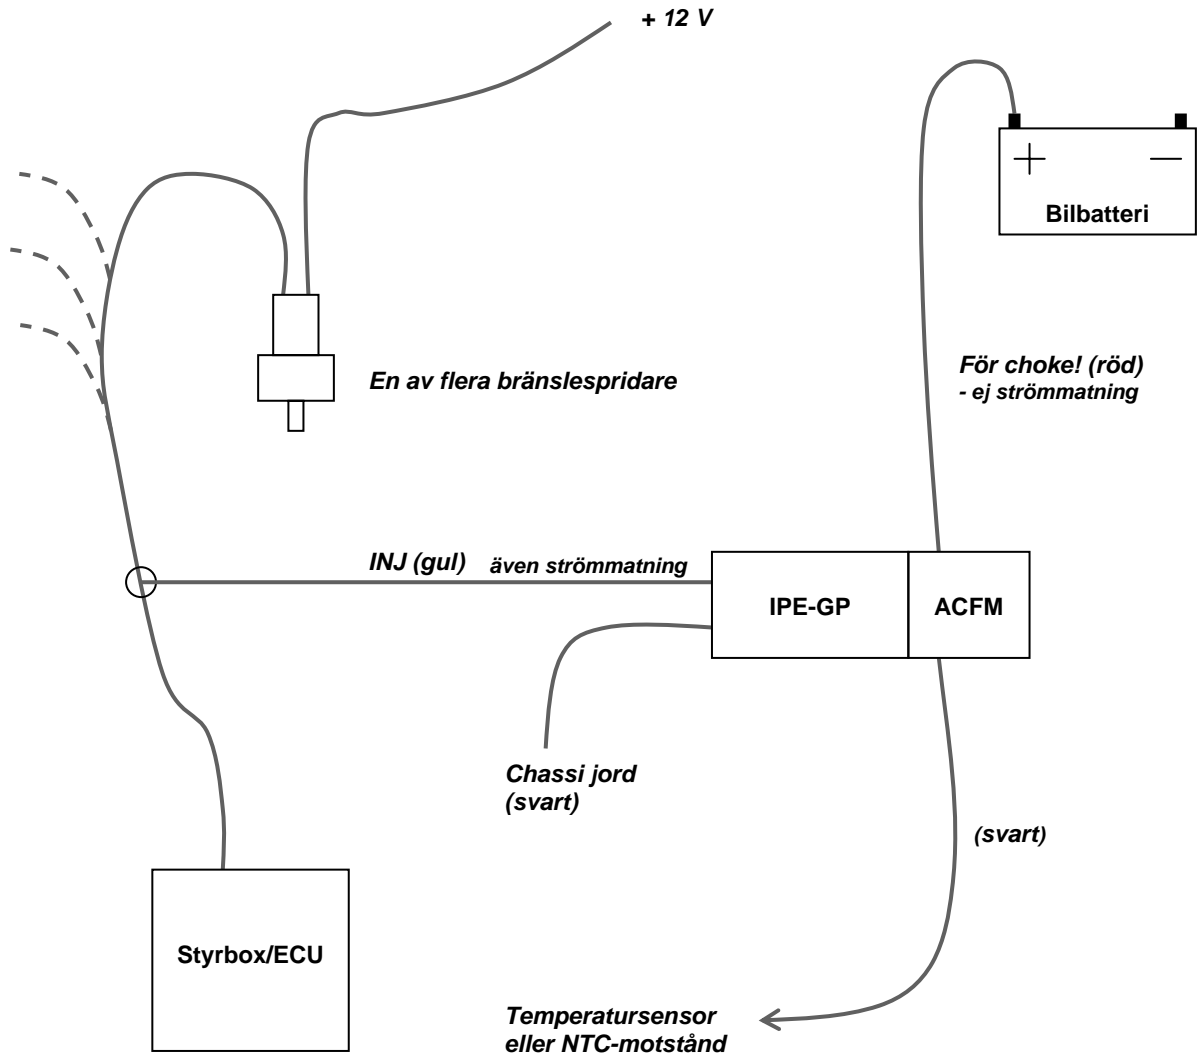 + 12 V
Bilbatteri
En av flera bränslespridare
För choke! (röd)
- ej strömmatning
INJ (gul) även strömmatning
IPE-GP
ACFM
Chassi jord
(svart)
(svart)
Styrbox/ECU
Temperatursensor
eller NTC-motstånd